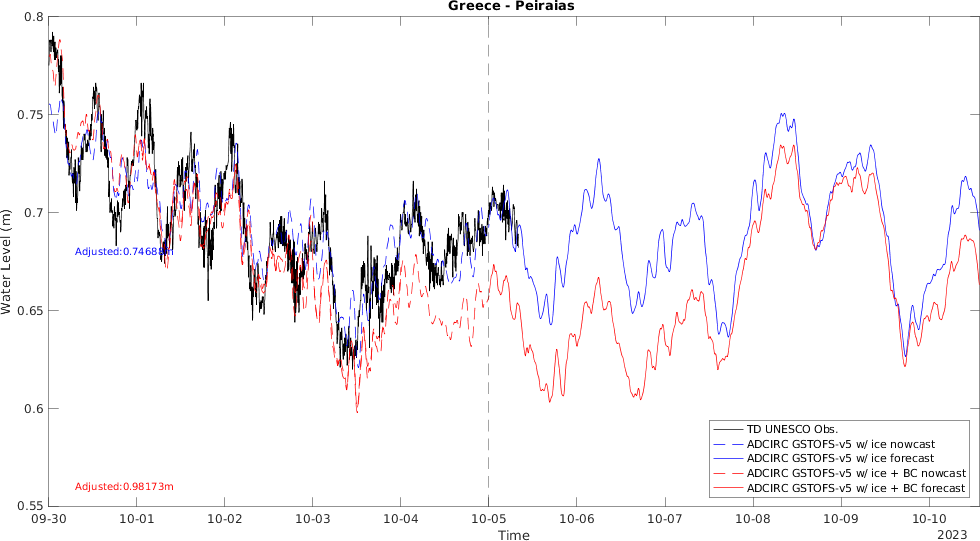 Greece - Peiraias
Water Level (m)
0.8
0.75
0.7
0.65
0.6
0.55
Adjusted:0.74688m
Adjusted:0.98173m
TD UNESCO Obs.
ADCIRC GSTOFS-v5 w/ ice nowcast
ADCIRC GSTOFS-v5 w/ ice forecast
ADCIRC GSTOFS-v5 w/ ice + BC nowcast
ADCIRC GSTOFS-v5 w/ ice + BC forecast
09-30 10-01 10-02 10-03 10-04 10-05 10-06 10-07 10-08 10-09 10-10
Time
2023